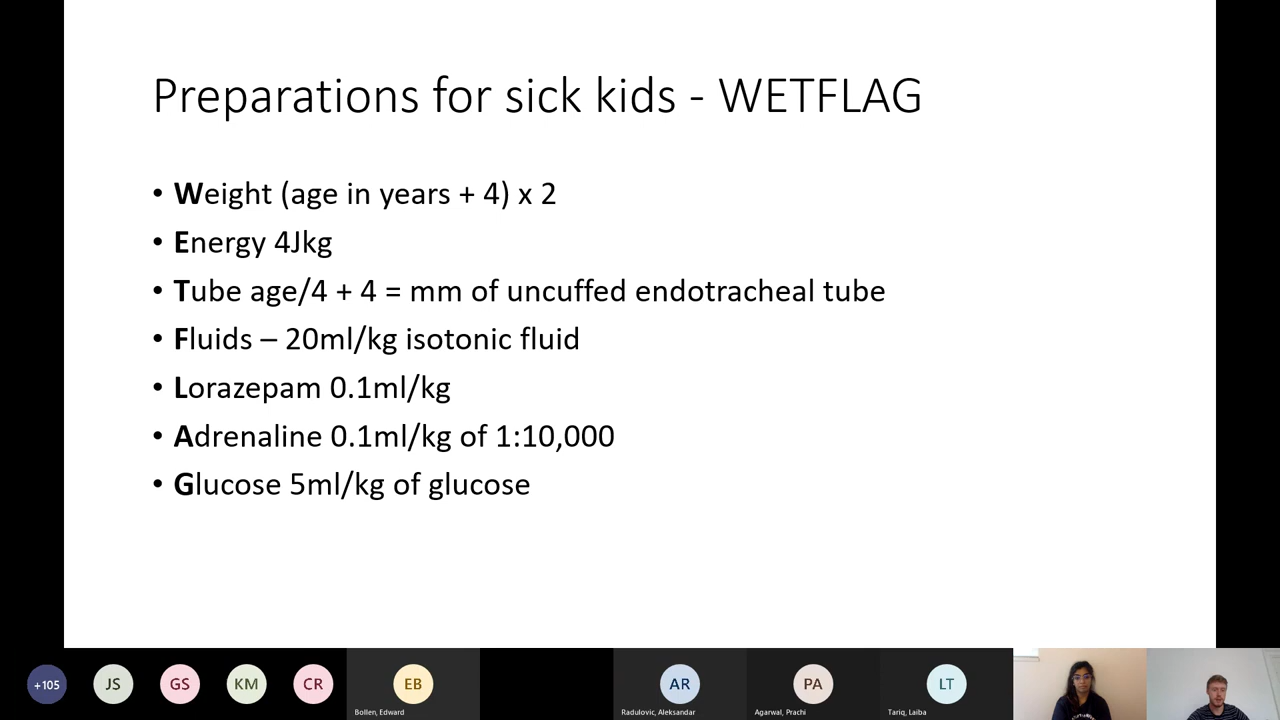 Preparations for sick kids - WETFLAG
• Weight (age in years + 4) x 2
• Energy 4Jkg
• Tube age/4 + 4 = mm of uncuffed endotracheal tube
• Fluids – 20ml/kg isotonic fluid
• Lorazepam 0.1ml/kg
• Adrenaline 0.1ml/kg of 1:10,000
• Glucose 5ml/kg of glucose
+105 JS GS KM CR EB AR PA LT
Bollen, Edward Radulovic, Aleksandar Agarwal, Prachi Tariq, Laiba